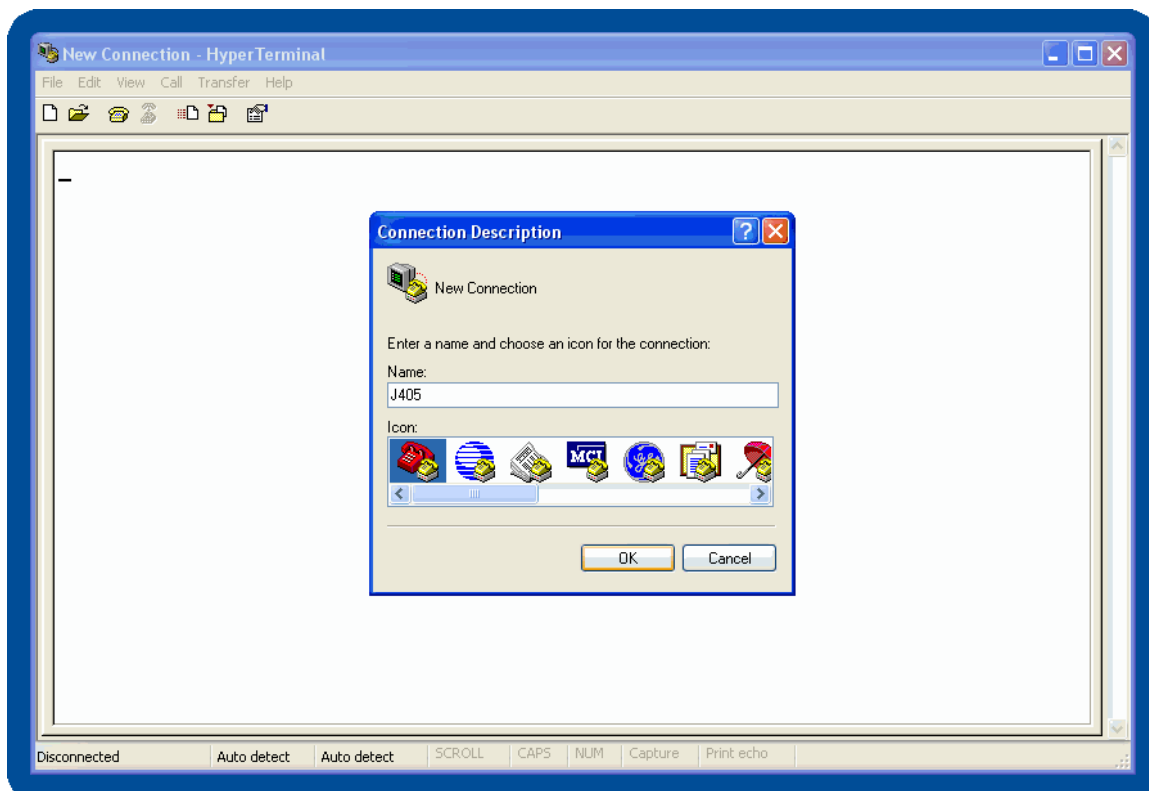 New Connection - HyperTerminal
File Edit View Call Transfer Help
Connection Description
New Connection
Enter a name and choose an icon for the connection:
Name:
J405
Icon:
MCI
OK Cancel
Disconnected Auto detect Auto detect SCROLL CAPS NUM Capture Print echo